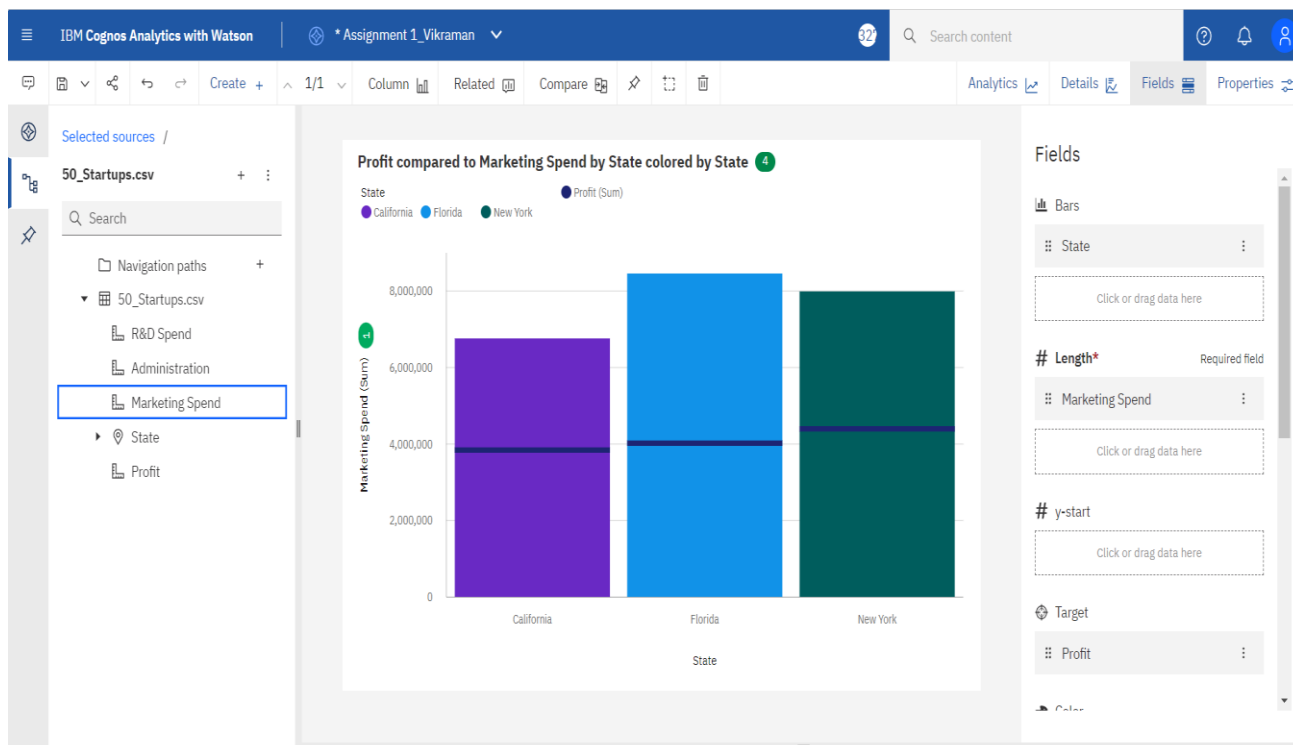 IBM Cognos Analytics with Watson
* Assignment 1_Vikraman
Search content
Create +
1/1
Column
Related
Compare
Analytics
Details
Fields
Properties
Selected sources /
50_Startups.csv
Search
Navigation paths
50_Startups.csv
R&D Spend
Administration
Marketing Spend
State
Profit
Profit compared to Marketing Spend by State colored by State 4
State
Profit (Sum)
California Florida New York
Marketing Spend (Sum) 1
8,000,000
6,000,000
4,000,000
2,000,000
0
California Florida New York
State
Fields
Bars
State
Click or drag data here
# Length* Required field
Marketing Spend
Click or drag data here
# y-start
Click or drag data here
Target
Profit
Color